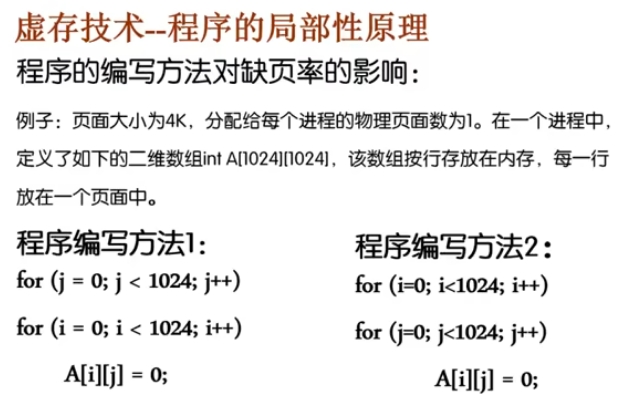 虚存技术--程序的局部性原理
程序的编写方法对缺页率的影响：
例子：页面大小为4K，分配给每个进程的物理页面数为1。在一个进程中，
定义了如下的二维数组int A[1024][1024]，该数组按行存放在内存，每一行
放在一个页面中。
程序编写方法1：
for (j = 0; j < 1024; j++)
for (i = 0; i < 1024; i++)
A[i][j] = 0;
程序编写方法2：
for (i=0; i<1024; i++)
for (j=0; j<1024; j++)
A[i][j] = 0;